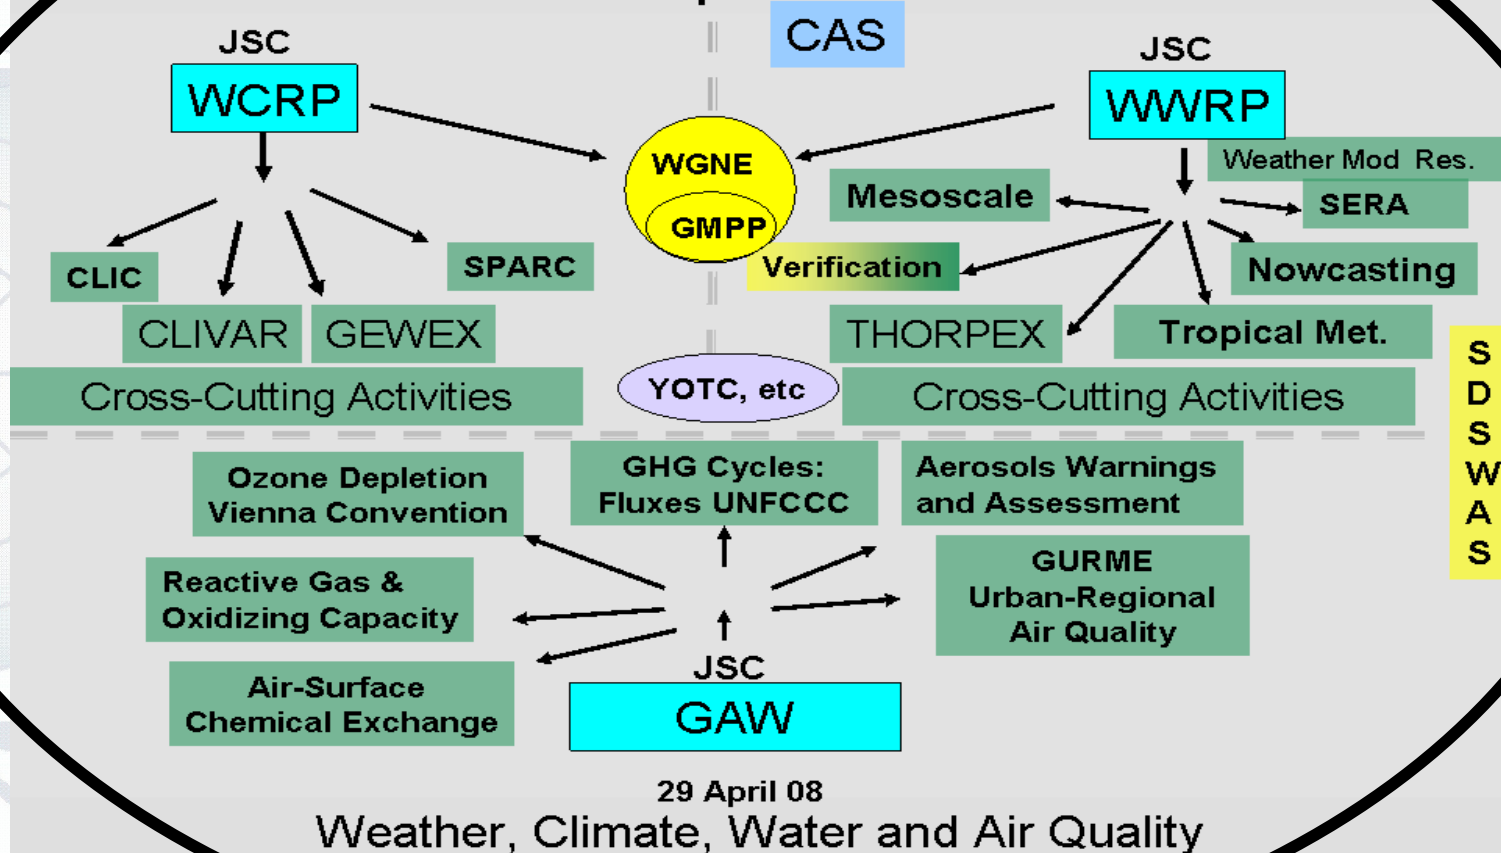 CAS
JSC
WCRP
JSC
WWRP
Weather Mod Res.
WGNE
GMPP
Mesoscale
SERA
CLIC
SPARC
Verification
Nowcasting
CLIVAR
GEWEX
THORPEX
Tropical Met.
Cross-Cutting Activities
YOTC, etc
Cross-Cutting Activities
S
D
S
W
A
S
Ozone Depletion
Vienna Convention
GHG Cycles:
Fluxes UNFCCC
Aerosols Warnings
and Assessment
Reactive Gas &
Oxidizing Capacity
GURME
Urban-Regional
Air Quality
Air-Surface
Chemical Exchange
JSC
GAW
29 April 08
Weather, Climate, Water and Air Quality